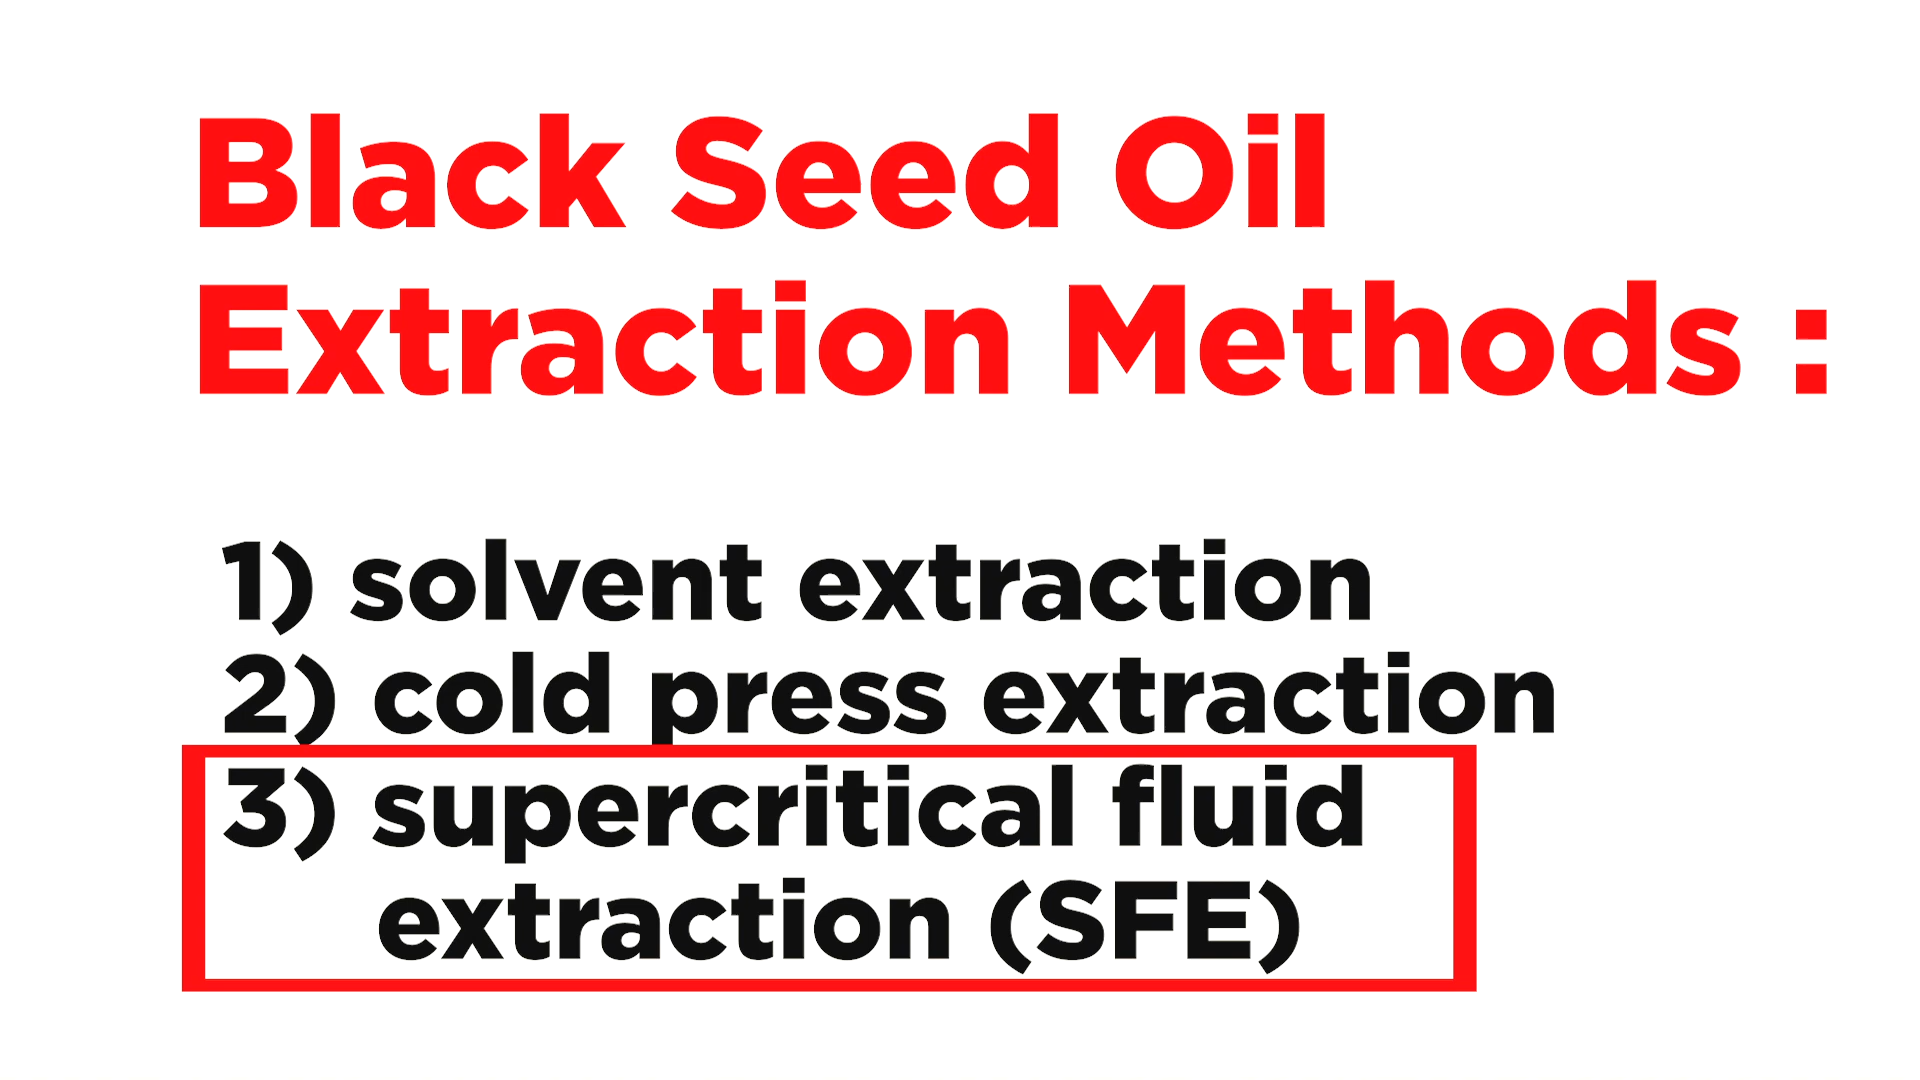 Black Seed Oil
Extraction Methods :
1) solvent extraction
2) cold press extraction
3) supercritical fluid
extraction (SFE)